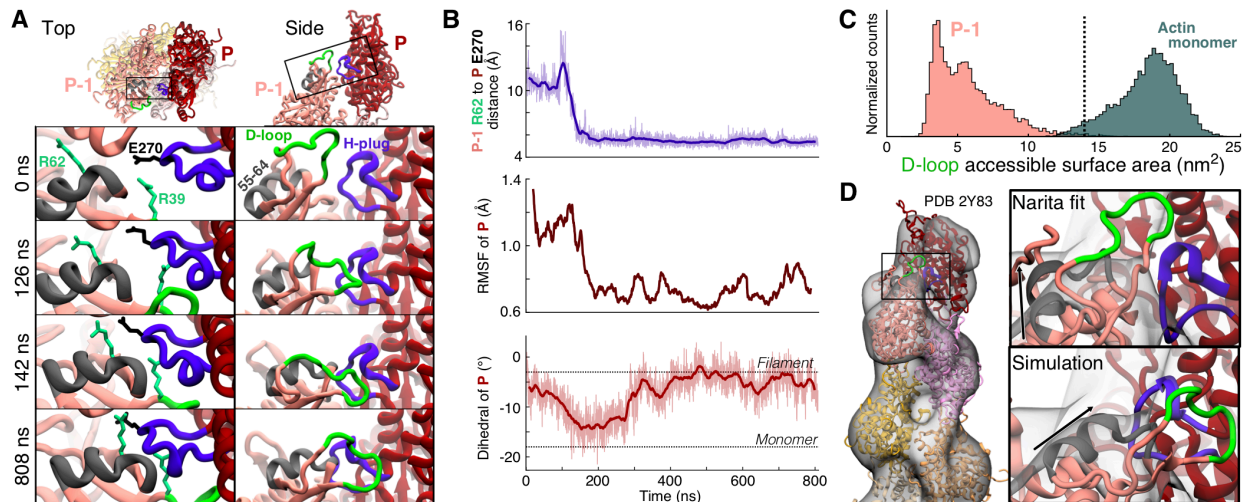 A
Top
Side
P
P-1
P
P-1
0 ns
R62
E270
R39
D-loop
H-plug
55-64
126 ns
142 ns
808 ns
B
P-1 R62 to P E270
distance (Å)
16
10
4
RMSF of P (Å)
1.4
1.0
0.6
Dihedral of P (°)
0
-10
-20
Filament
Monomer
0 200 400 600 800
Time (ns)
C
Normalized counts
P-1
Actin
monomer
0 5 10 15 20 25
D-loop accessible surface area (nm²)
D
PDB 2Y83
Narita fit
Simulation